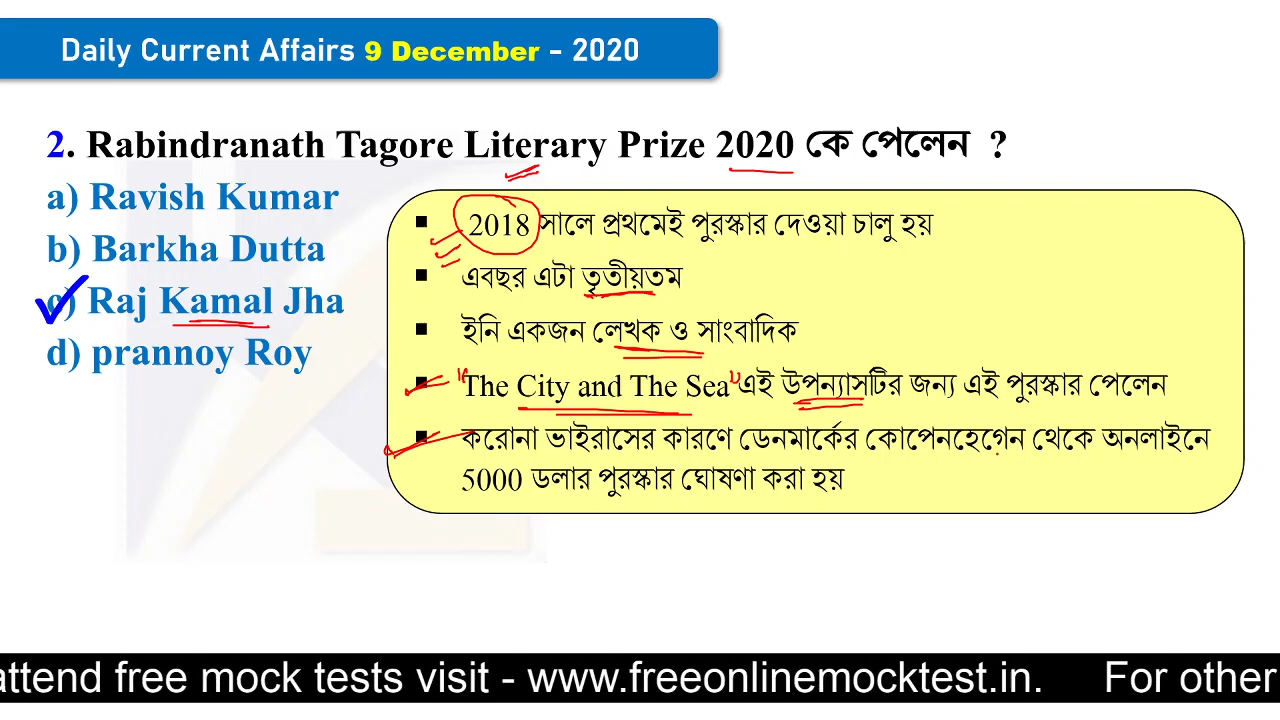 Daily Current Affairs 9 December - 2020
2. Rabindranath Tagore Literary Prize 2020 কে পেলেন ?
a) Ravish Kumar
b) Barkha Dutta
c) Raj Kamal Jha
d) prannoy Roy
▪ 2018 সালে প্রথমেই পুরস্কার দেওয়া চালু হয়
▪ এবছর এটা তৃতীয়তম
▪ ইনি একজন লেখক ও সাংবাদিক
▪ "The City and The Sea" এই উপন্যাসটির জন্য এই পুরস্কার পেলেন
▪ করোনা ভাইরাসের কারণে ডেনমার্কের কোপেনহেগেন থেকে অনলাইনে
5000 ডলার পুরস্কার ঘোষণা করা হয়
attend free mock tests visit - www.freeonlinemocktest.in. For other